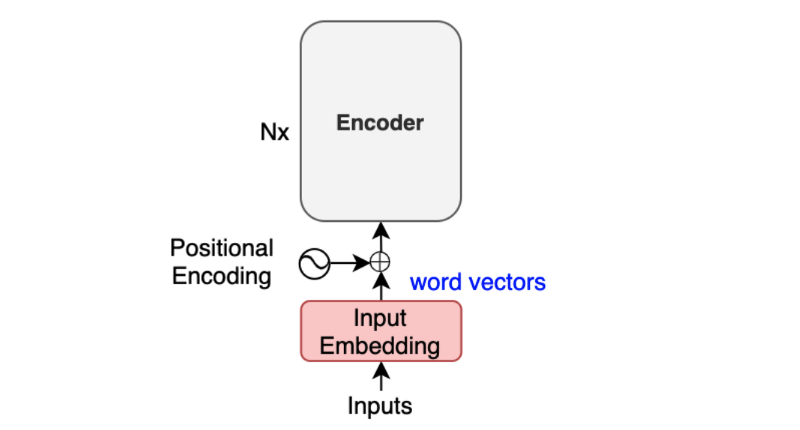 Encoder
Nx
Positional
Encoding
word vectors
Input
Embedding
Inputs